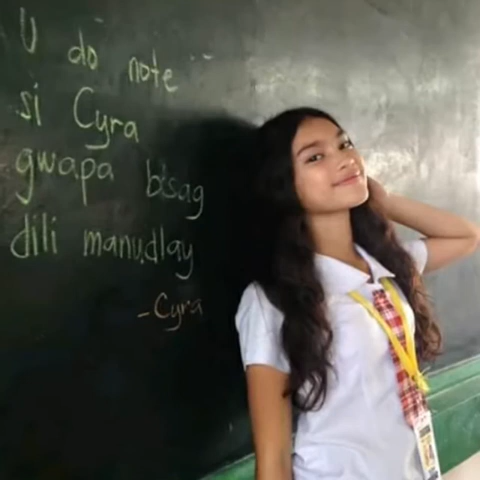 U do note
si Cyra
gwapa bisag
dili manudlay
- Cyra